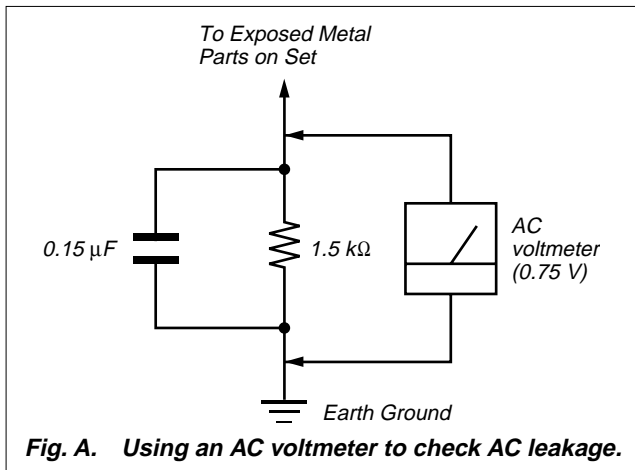 To Exposed Metal
Parts on Set
0.15 µF
1.5 kΩ
AC
voltmeter
(0.75 V)
Earth Ground
Fig. A. Using an AC voltmeter to check AC leakage.